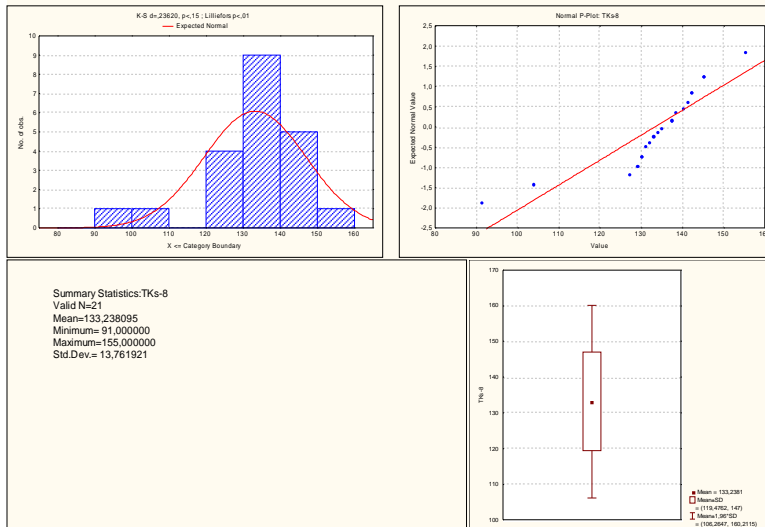 K-S d=,23620, p<,15 ; Lilliefors p<,01
Expected Normal
10
9
8
7
6
5
4
3
2
1
0
No. of obs.
80 90 100 110 120 130 140 150 160
X <= Category Boundary
Normal P-Plot: TKs-8
2,5
2,0
1,5
1,0
0,5
0,0
-0,5
-1,0
-1,5
-2,0
-2,5
Expected Normal Value
80 90 100 110 120 130 140 150 160
Value
Summary Statistics:TKs-8
Valid N=21
Mean=133,238095
Minimum= 91,000000
Maximum=155,000000
Std.Dev.= 13,761921
170
160
150
140
130
120
110
100
TKs-8
Mean = 133,2381
Mean±SD
= (119,4762, 147)
Mean±1,96*SD
= (106,2647, 160,2115)